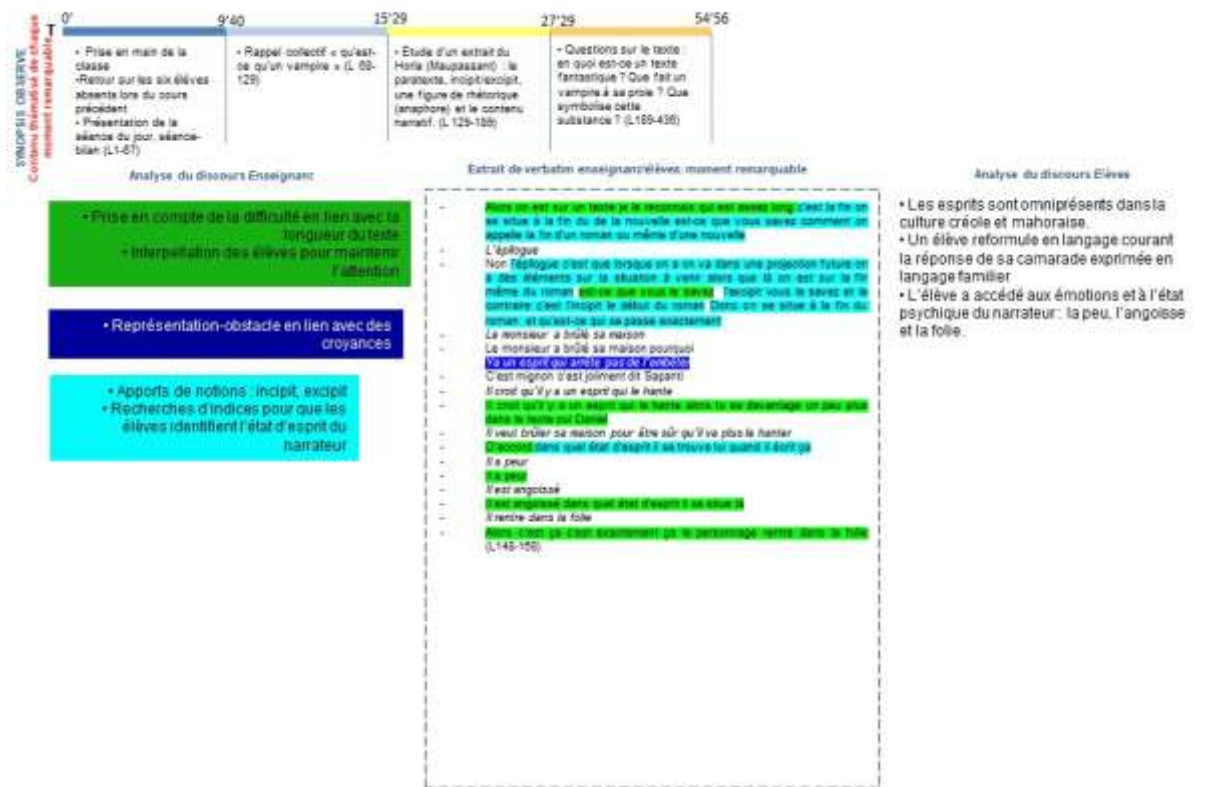 0' 9'40 15'29 27'29 54'56
T
SYNOPSIS OBSERVE
Contenu thématique de chaque
moment remarquable
• Prise en main de la
classe
•Retour sur les six élèves
absents lors du cours
précédent
• Présentation de la
séance du jour, séance-
bilan (L1-67)
• Rappel collectif « qu'est-
ce qu'un vampire » (L 68-
129)
• Étude d'un extrait du
Horla (Maupassant) : le
paratexte, incipit/excipit,
une figure de rhétorique
(anaphore) et le contenu
narratif. (L 129-189)
• Questions sur le texte :
en quoi est-ce un texte
fantastique ? Que fait un
vampire à sa proie ? Que
symbolise cette
substance ? (L189-436)
Analyse du discours Enseignant
• Prise en compte de la difficulté en lien avec la
longueur du texte
• Interpellation des élèves pour maintenir
l'attention
• Représentation-obstacle en lien avec des
croyances
• Apports de notions : incipit, excipit
• Recherches d'indices pour que les
élèves identifient l'état d'esprit du
narrateur
Extrait de verbatim enseignant/élèves: moment remarquable
- Alors on est sur un texte je le reconnais qui est assez long c'est la fin on
se situe à la fin du de la nouvelle est-ce que vous savez comment on
appelle la fin d'un roman ou même d'une nouvelle
- L'épilogue
- Non l'épilogue c'est que lorsque on a on va dans une projection future on
a des éléments sur la situation à venir alors que là on est sur la fin
même du roman est-ce que vous le savez l'excipit vous le savez et le
contraire c'est l'incipit le début du roman Donc on se situe à la fin du
roman et qu'est-ce qui se passe exactement
- Le monsieur a brûlé sa maison
- Le monsieur a brûlé sa maison pourquoi
- Ya un esprit qui arrête pas de l'embêter
- C'est mignon c'est joliment dit Sapanti
- Il croit qu'il y a un esprit qui le hante
- Il croit qu'il y a un esprit qui le hante alors tu as davantage un peu plus
dans le texte oui Daniel
- Il veut brûler sa maison pour être sûr qu'il va plus le hanter
- D'accord dans quel état d'esprit il se trouve lui quand il écrit ça
- Il a peur
- Il a peur
- Il est angoissé
- Il est angoissé dans quel état d'esprit il se situe là
- Il rentre dans la folie
- Alors c'est ça c'est exactement ça le personnage rentre dans la folie
(L148-168)
Analyse du discours Elèves
• Les esprits sont omniprésents dans la
culture créole et mahoraise.
• Un élève reformule en langage courant
la réponse de sa camarade exprimée en
langage familier
• L'élève a accédé aux émotions et à l'état
psychique du narrateur : la peu, l'angoisse
et la folie.